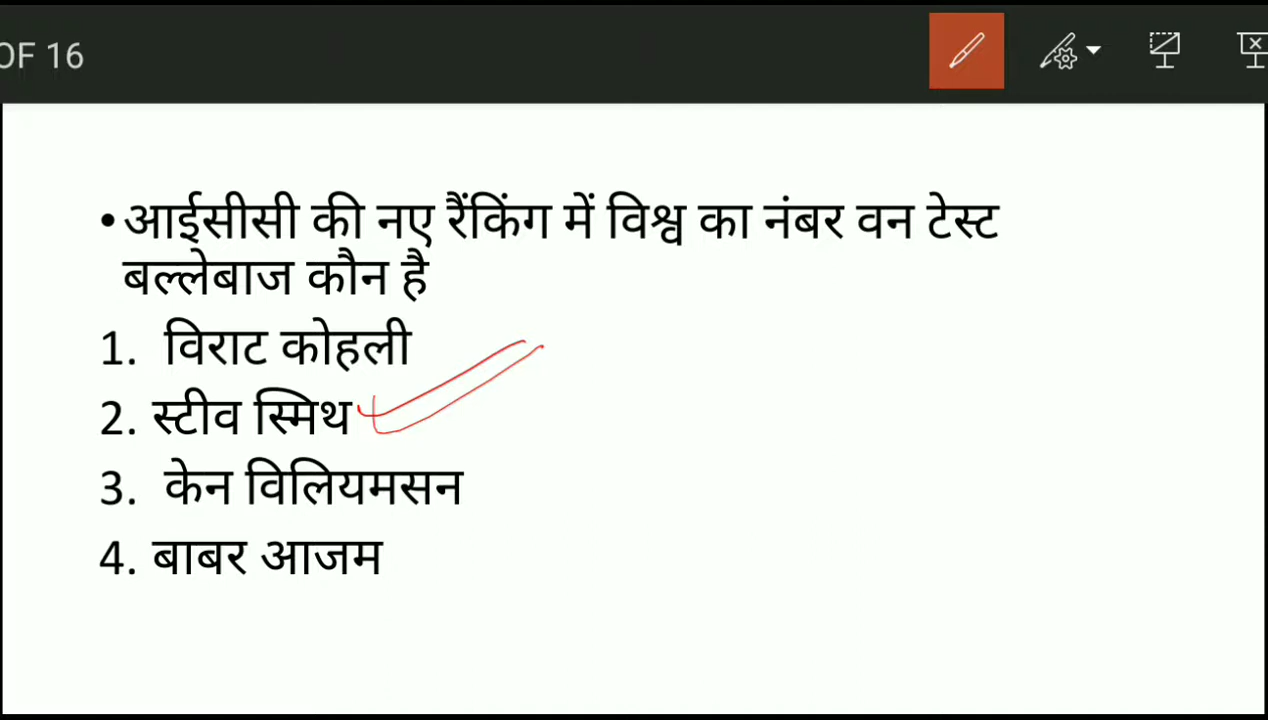 OF 16
•आईसीसी की नए रैंकिंग में विश्व का नंबर वन टेस्ट
बल्लेबाज कौन है
1. विराट कोहली
2. स्टीव स्मिथ
3. केन विलियमसन
4. बाबर आजम